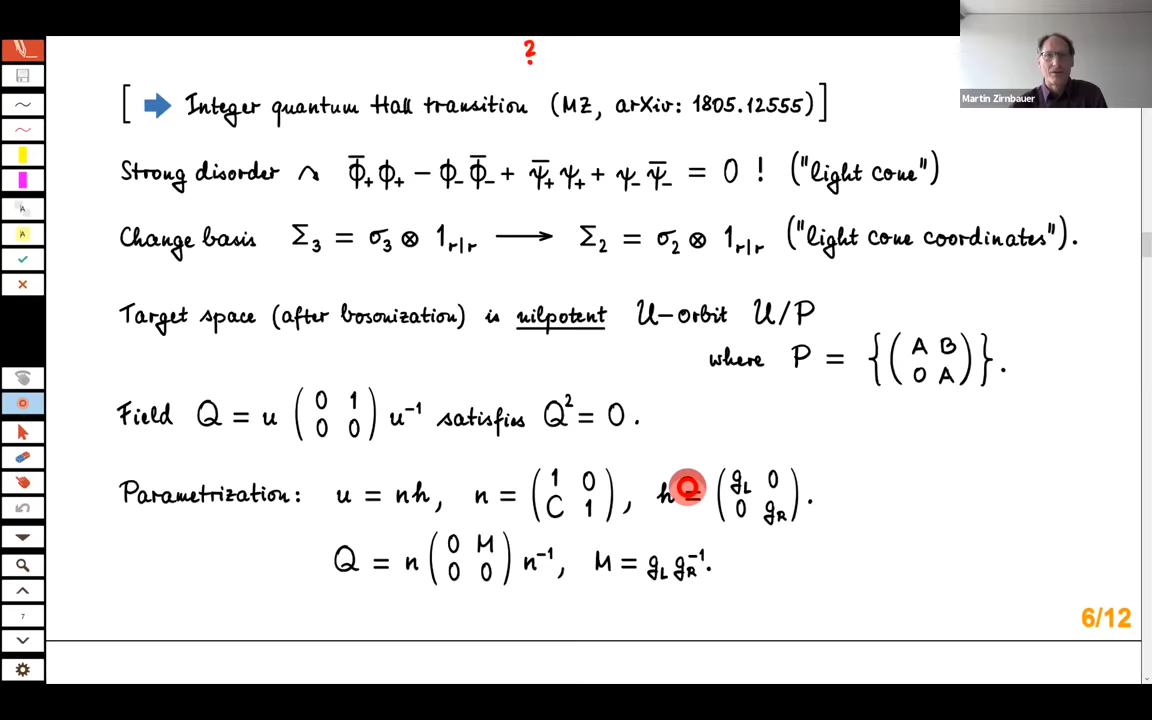 ?
[ ➡ Integer quantum Hall transition (MZ, arXiv: 1805.12555) ]
Martin Zirnbauer
Strong disorder ⤳ Φ̄₊Φ₊ − Φ₋Φ̄₋ + ψ̄₊ψ₊ + ψ₋ψ̄₋ = 0 ! ("light cone")
Change basis Σ₃ = σ₃ ⊗ 1_{r|r} ⟶ Σ₂ = σ₂ ⊗ 1_{r|r} ("light cone coordinates").
Target space (after bosonization) is nilpotent U-orbit U/P
where P = { ( A B ; 0 A ) }.
Field Q = u ( 0 1 ; 0 0 ) u⁻¹ satisfies Q² = 0.
Parametrization: u = nh, n = ( 1 0 ; C 1 ), h = ( g_L 0 ; 0 g_R ).
Q = n ( 0 M ; 0 0 ) n⁻¹, M = g_L g_R⁻¹.
6/12
7